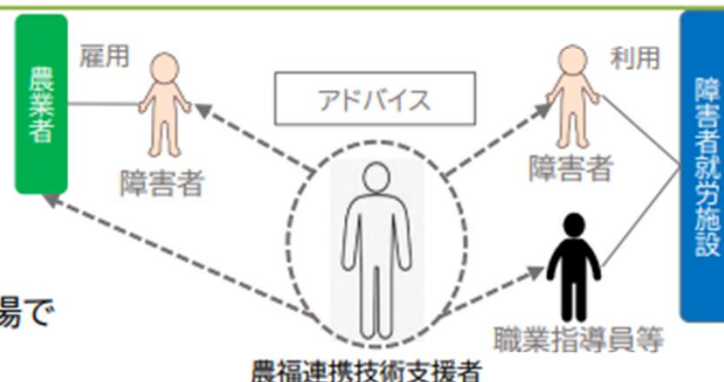 農業者
雇用
アドバイス
利用
障害者就労施設
障害者
障害者
場で
職業指導員等
農福連携技術支援者